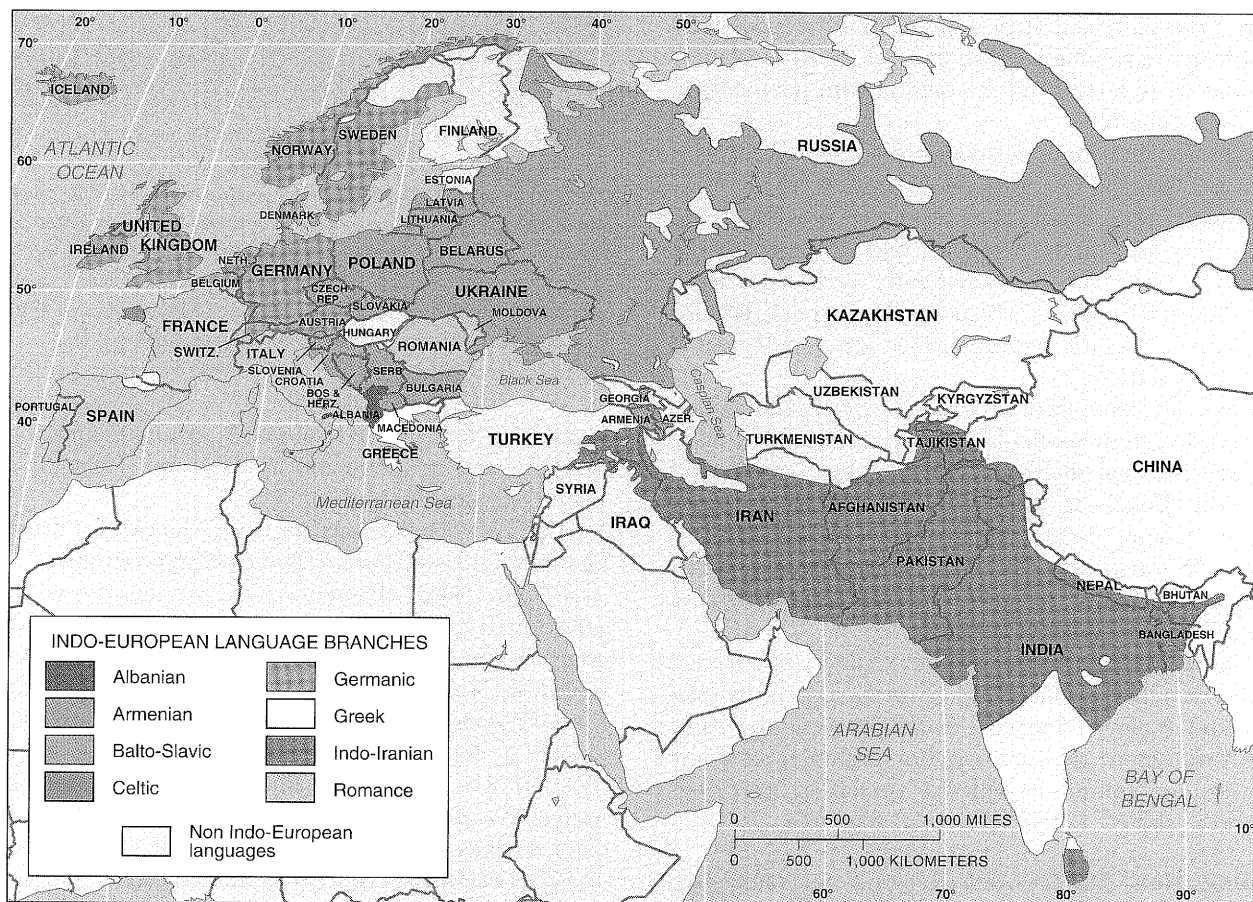 20° 10° 0° 10° 20° 30° 40° 50°
70°
ICELAND
SWEDEN
FINLAND
NORWAY
RUSSIA
ATLANTIC
OCEAN
60°
ESTONIA
LATVIA
DENMARK
LITHUANIA
UNITED
KINGDOM
IRELAND
BELARUS
NETH.
GERMANY
POLAND
BELGIUM
50°
CZECH
REP.
UKRAINE
SLOVAKIA
MOLDOVA
FRANCE
AUSTRIA
HUNGARY
KAZAKHSTAN
SWITZ.
ITALY
ROMANIA
SLOVENIA
CROATIA
SERB
BOS &
HERZ.
BULGARIA
Black Sea
Caspian Sea
UZBEKISTAN
KYRGYZSTAN
GEORGIA
PORTUGAL
SPAIN
ALBANIA
ARMENIA
AZER.
40°
MACEDONIA
TURKEY
TURKMENISTAN
TAJIKISTAN
GREECE
CHINA
SYRIA
Mediterranean Sea
IRAQ
IRAN
AFGHANISTAN
PAKISTAN
NEPAL
BHUTAN
BANGLADESH
INDIA
INDO-EUROPEAN LANGUAGE BRANCHES
Albanian
Armenian
Balto-Slavic
Celtic
Germanic
Greek
Indo-Iranian
Romance
Non Indo-European
languages
ARABIAN
SEA
BAY OF
BENGAL
0 500 1,000 MILES
0 500 1,000 KILOMETERS
10°
60° 70° 80° 90°